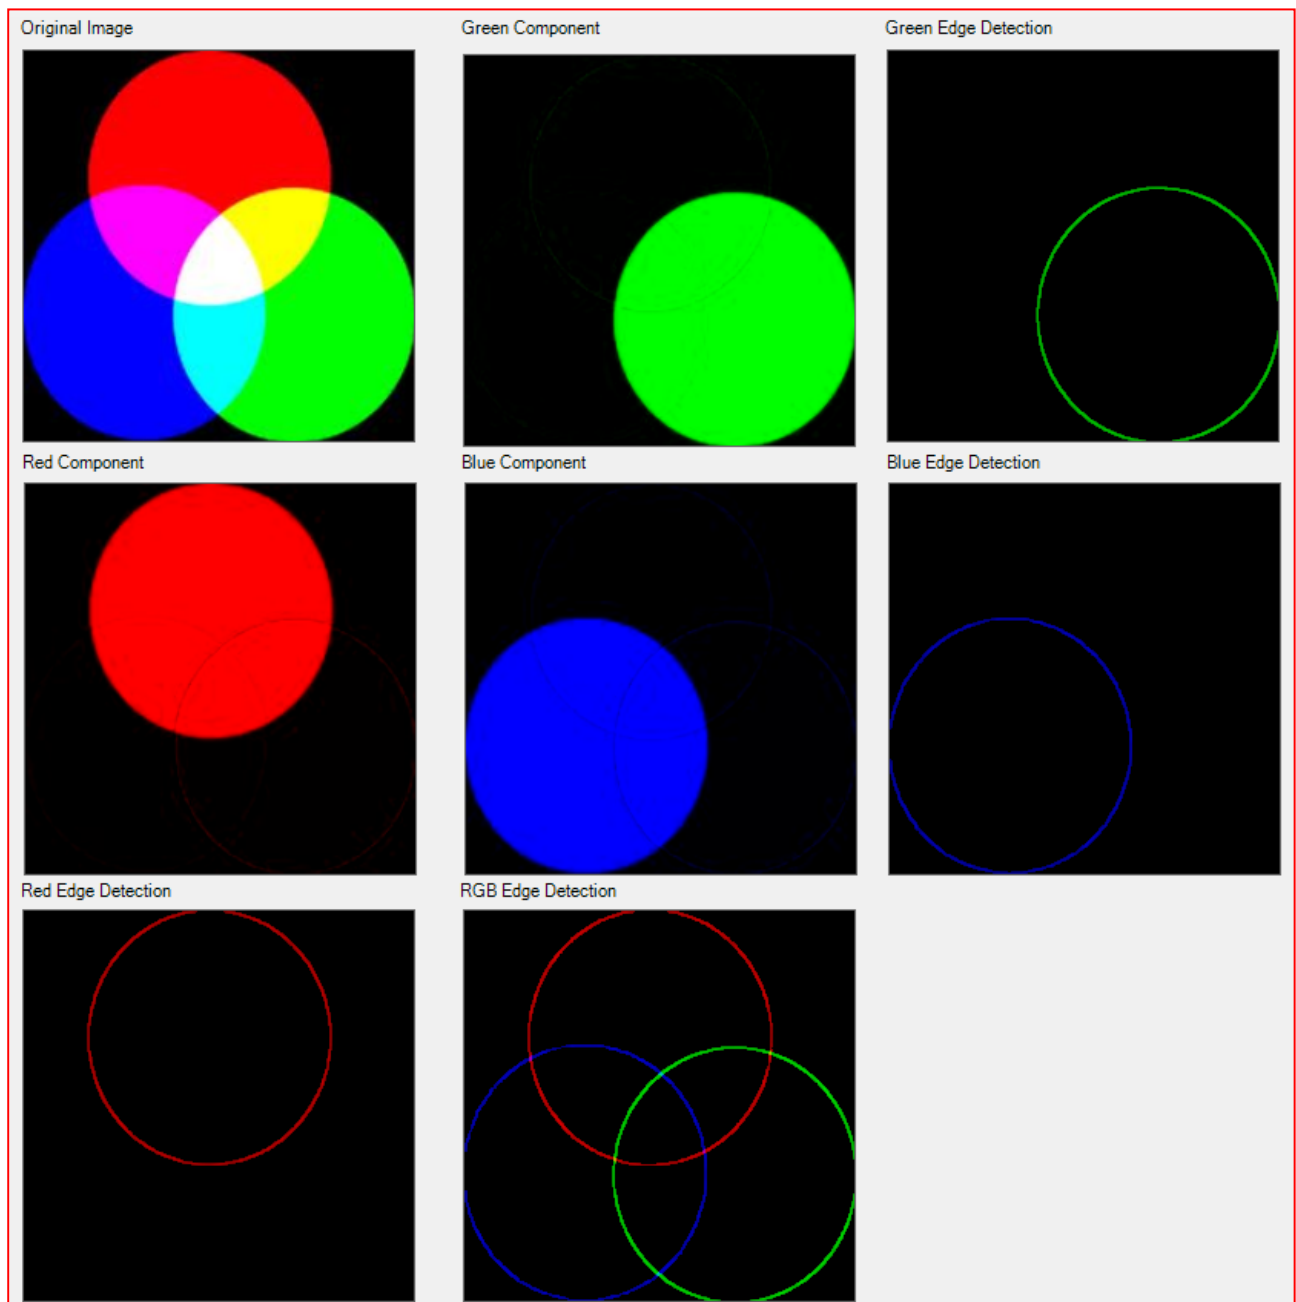 Original Image
Green Component
Green Edge Detection
Red Component
Blue Component
Blue Edge Detection
Red Edge Detection
RGB Edge Detection